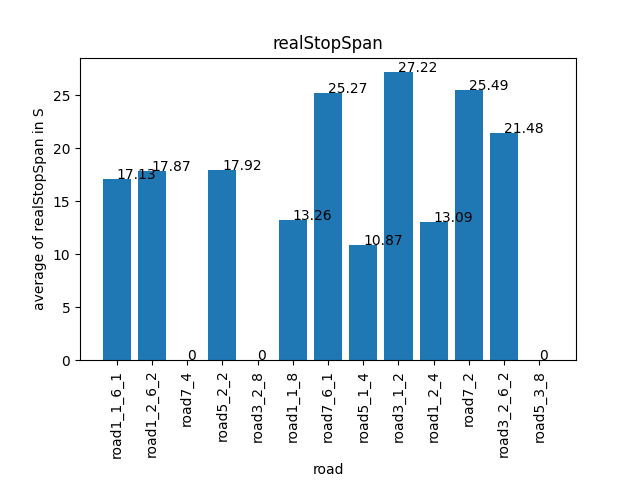 realStopSpan
average of realStopSpan in S
25
20
15
10
5
0
17.13
17.87
0
17.92
0
13.26
25.27
10.87
27.22
13.09
25.49
21.48
0
road1_1_6_1
road1_2_6_2
road7_4
road5_2_2
road3_2_8
road1_1_8
road7_6_1
road5_1_4
road3_1_2
road1_2_4
road7_2
road3_2_6_2
road5_3_8
road